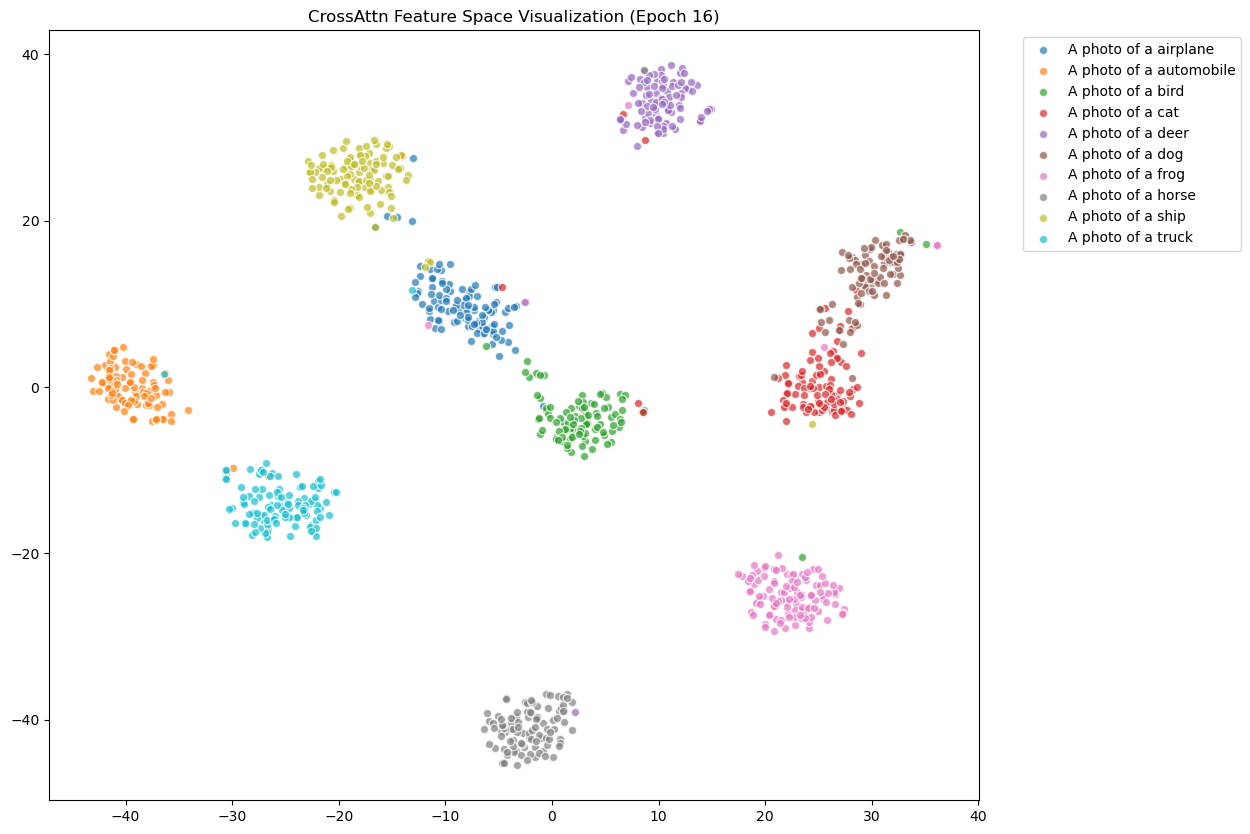 CrossAttn Feature Space Visualization (Epoch 16)
A photo of a airplane
A photo of a automobile
A photo of a bird
A photo of a cat
A photo of a deer
A photo of a dog
A photo of a frog
A photo of a horse
A photo of a ship
A photo of a truck
40
20
0
−20
−40
−40 −30 −20 −10 0 10 20 30 40